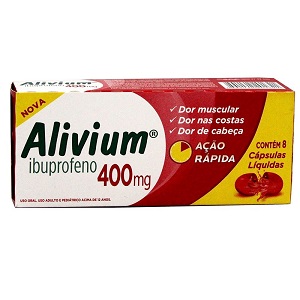 NOVA
Alivium®
ibuprofeno
400mg
USO ORAL. USO ADULTO E PEDIÁTRICO ACIMA DE 12 ANOS.
✓ Dor muscular
✓ Dor nas costas
✓ Dor de cabeça
AÇÃO
RÁPIDA
CONTÉM 8
Cápsulas
Líquidas